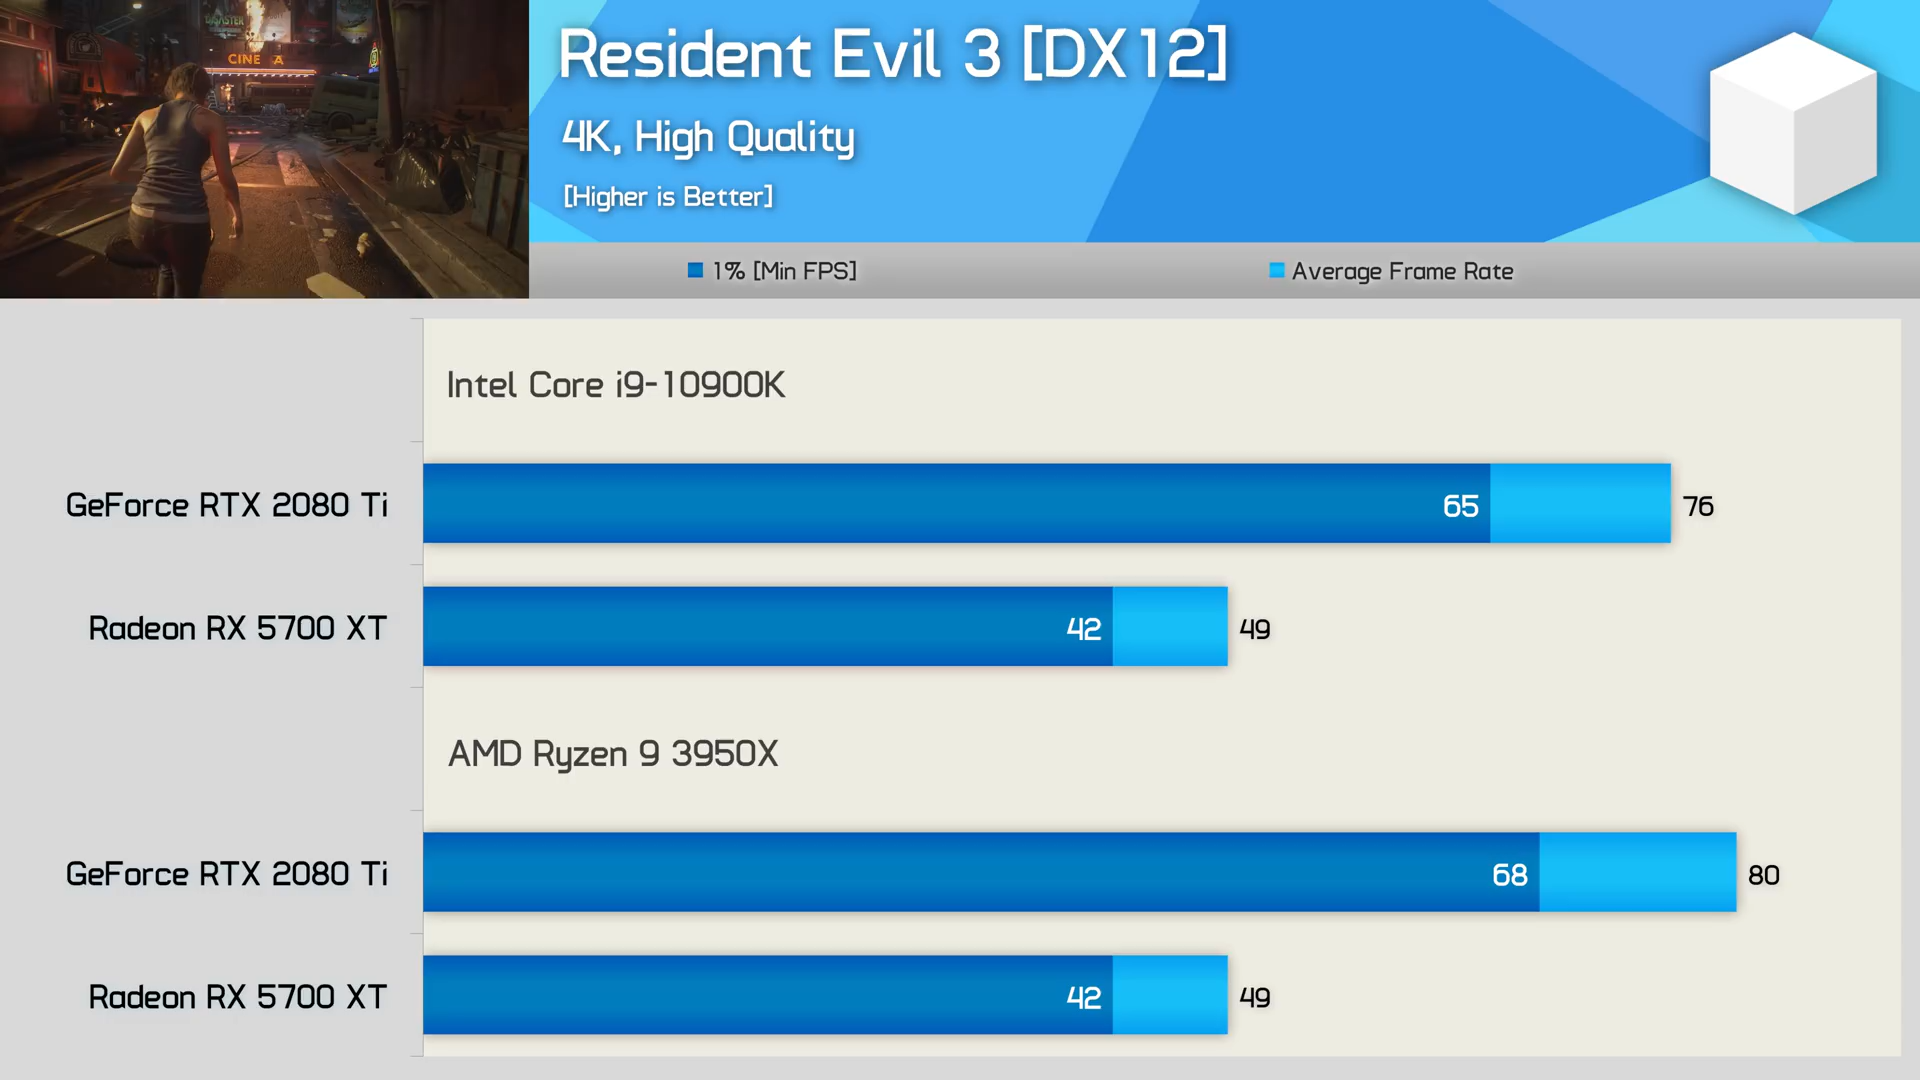 DISASTER
CINE A
Resident Evil 3 [DX12]
4K, High Quality
[Higher is Better]
1% [Min FPS]
Average Frame Rate
Intel Core i9-10900K
GeForce RTX 2080 Ti
65
76
Radeon RX 5700 XT
42
49
AMD Ryzen 9 3950X
GeForce RTX 2080 Ti
68
80
Radeon RX 5700 XT
42
49